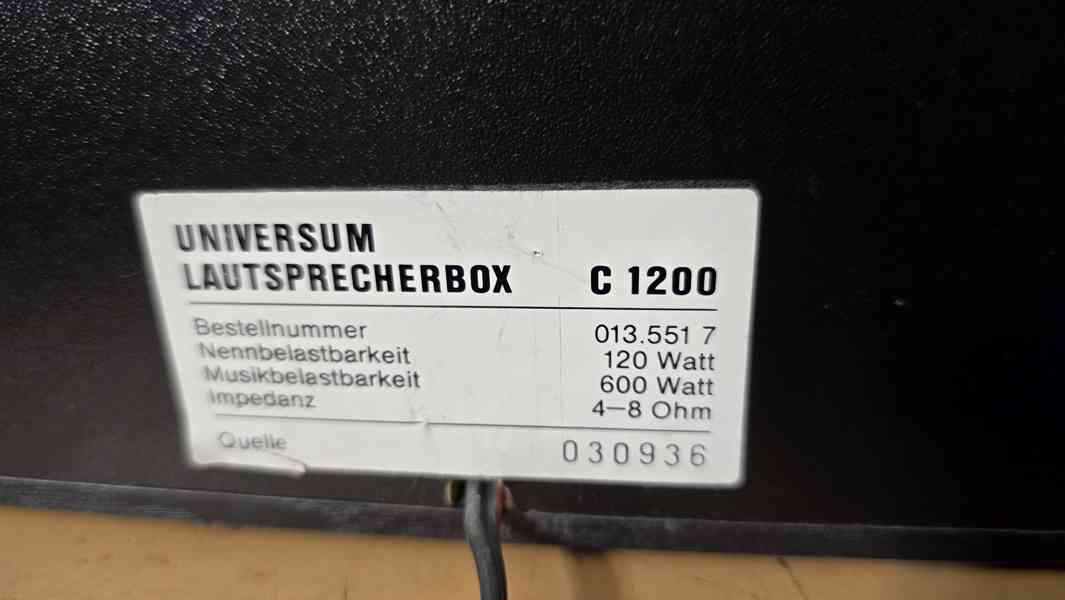 UNIVERSUM
LAUTSPRECHERBOX C 1200
Bestellnummer 013.551 7
Nennbelastbarkeit 120 Watt
Musikbelastbarkeit 600 Watt
Impedanz 4–8 Ohm
Quelle 030936